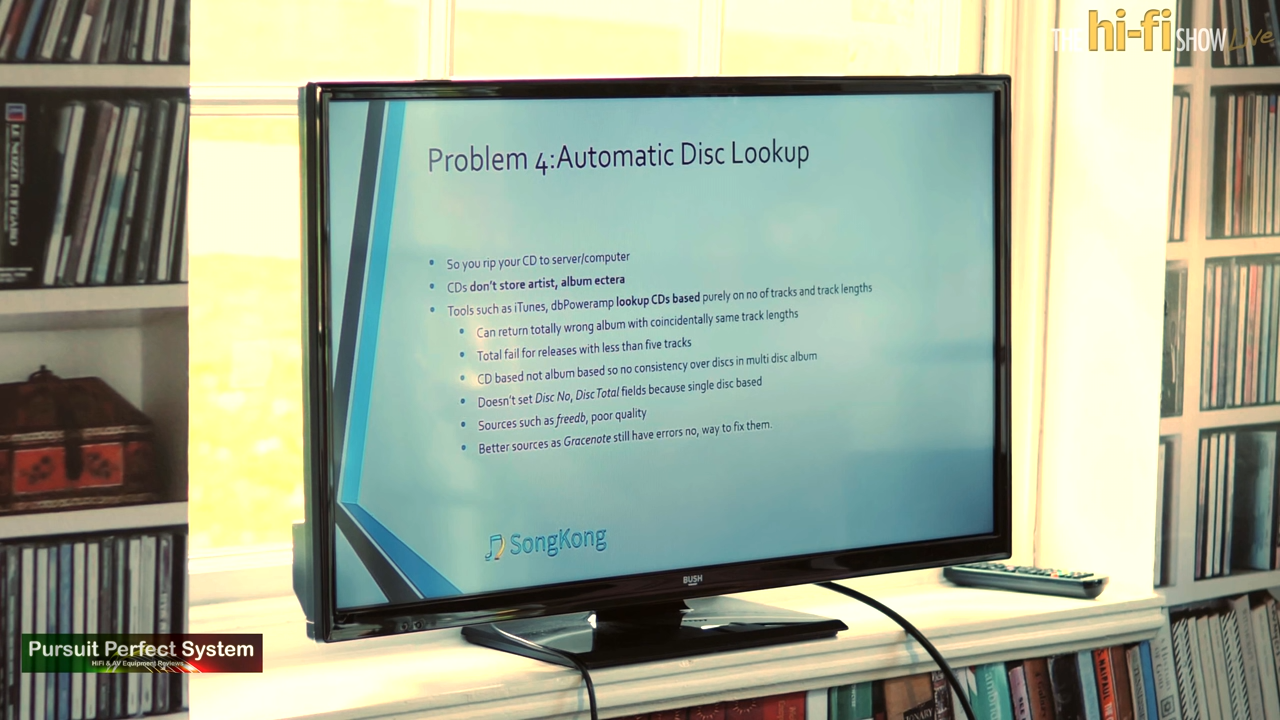 THE hi-fi SHOW Live
LE NOZZE DI FIGARO
Problem 4:Automatic Disc Lookup
So you rip your CD to server/computer
CDs don't store artist, album ectera
Tools such as iTunes, dbPoweramp lookup CDs based purely on no of tracks and track lengths
Can return totally wrong album with coincidentally same track lengths
Total fail for releases with less than five tracks
CD based not album based so no consistency over discs in multi disc album
Doesn't set Disc No, Disc Total fields because single disc based
Sources such as freedb, poor quality
Better sources as Gracenote still have errors no, way to fix them.
SongKong
BUSH
Pursuit Perfect System
HiFi & AV Equipment Reviews